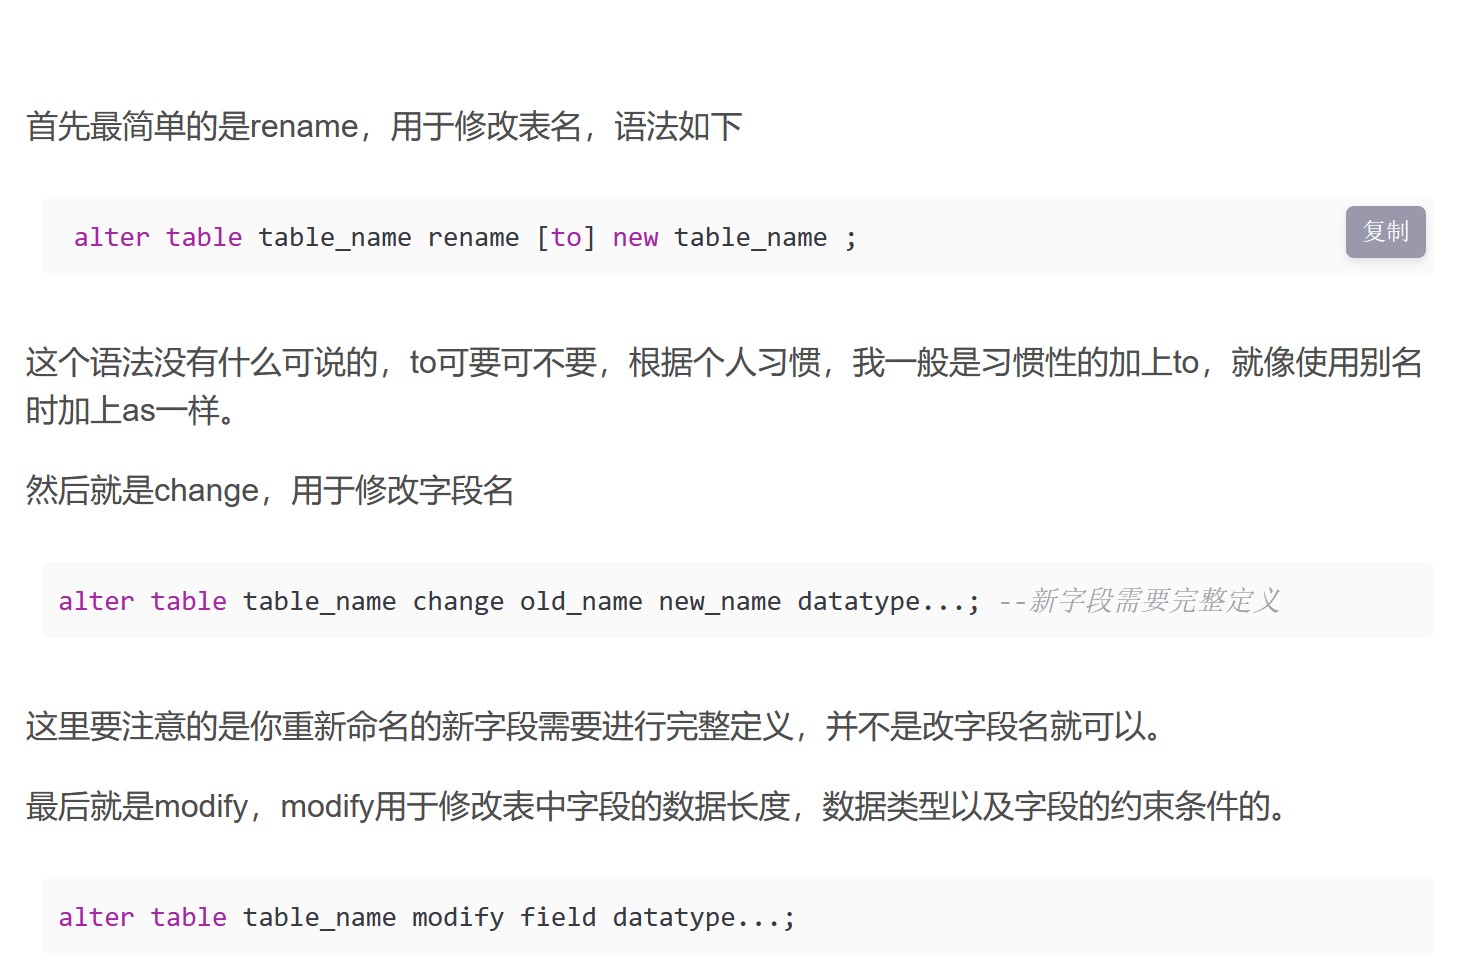 首先最简单的是rename，用于修改表名，语法如下
alter table table_name rename [to] new table_name ;
复制
这个语法没有什么可说的，to可要可不要，根据个人习惯，我一般是习惯性的加上to，就像使用别名
时加上as一样。
然后就是change，用于修改字段名
alter table table_name change old_name new_name datatype...; --新字段需要完整定义
这里要注意的是你重新命名的新字段需要进行完整定义，并不是改字段名就可以。
最后就是modify，modify用于修改表中字段的数据长度，数据类型以及字段的约束条件的。
alter table table_name modify field datatype...;